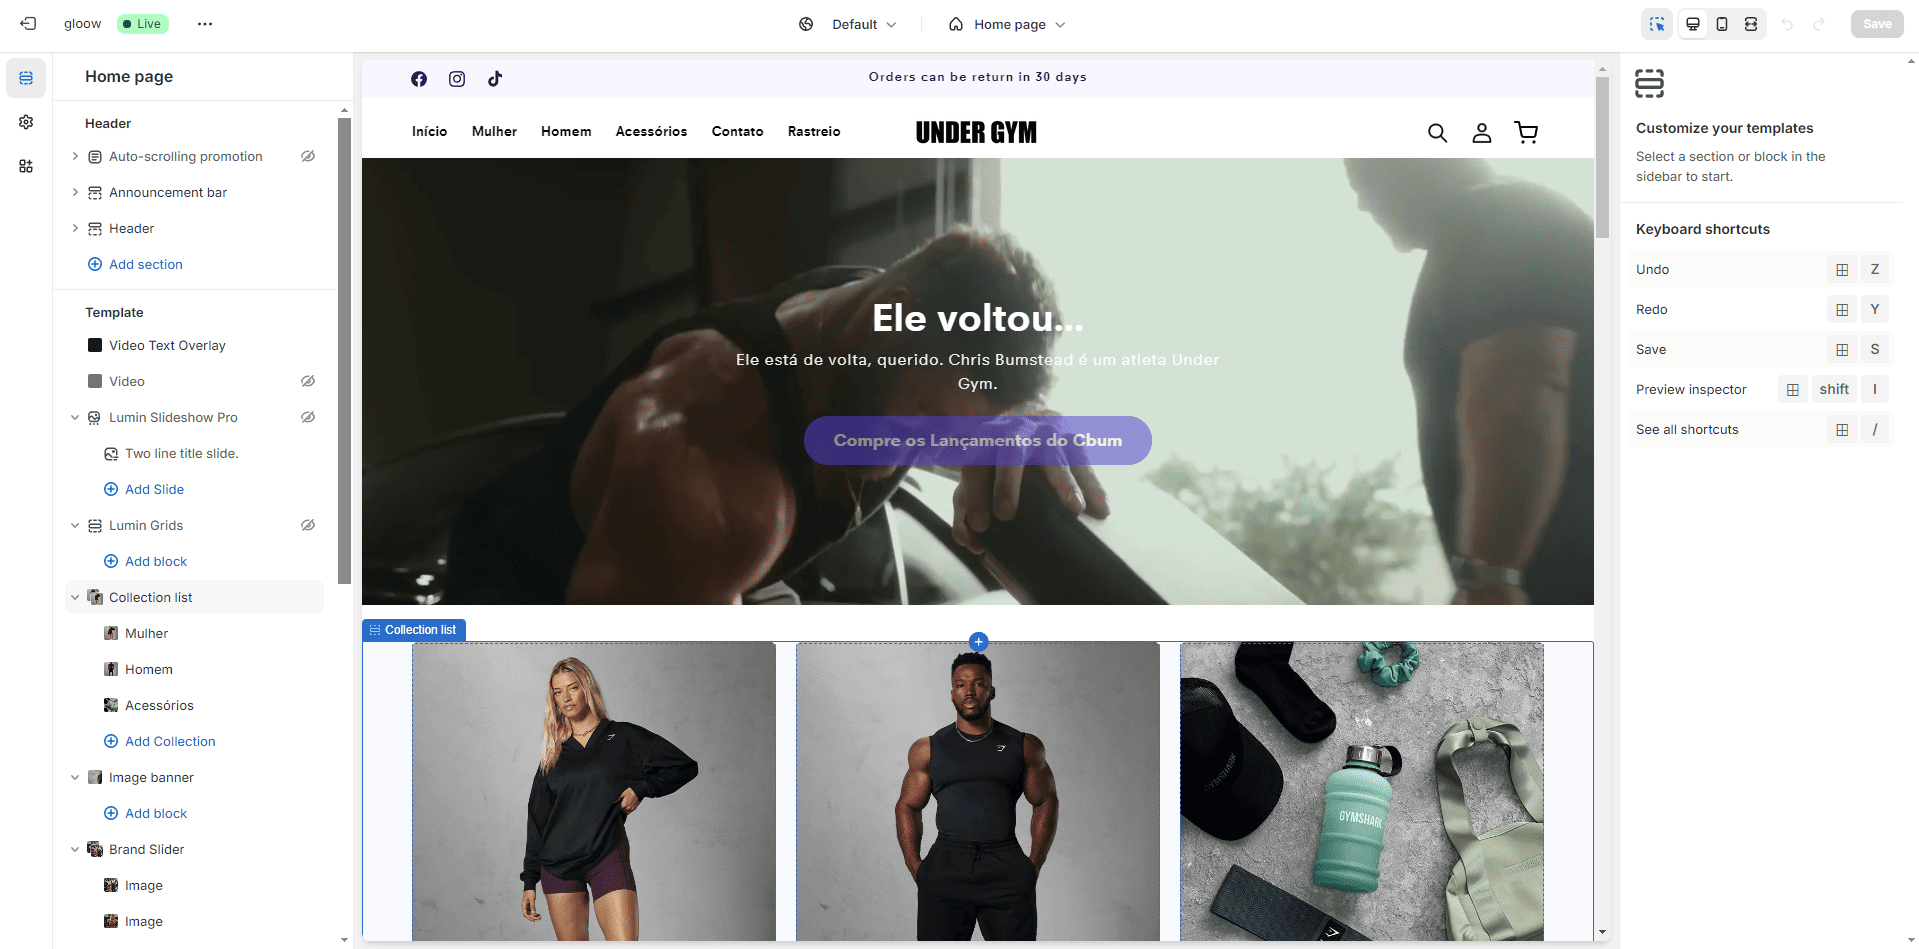 gloow
Live
Default
Home page
Save
Home page
Header
Auto-scrolling promotion
Announcement bar
Header
Add section
Template
Video Text Overlay
Video
Lumin Slideshow Pro
Two line title slide.
Add Slide
Lumin Grids
Add block
Collection list
Mulher
Homem
Acessórios
Add Collection
Image banner
Add block
Brand Slider
Image
Image
Orders can be return in 30 days
Início Mulher Homem Acessórios Contato Rastreio
UNDER GYM
Ele voltou...
Ele está de volta, querido. Chris Bumstead é um atleta Under
Gym.
Compre os Lançamentos do Cbum
Collection list
GYMSHARK
GYMSHARK
Customize your templates
Select a section or block in the
sidebar to start.
Keyboard shortcuts
Undo Z
Redo Y
Save S
Preview inspector shift I
See all shortcuts /